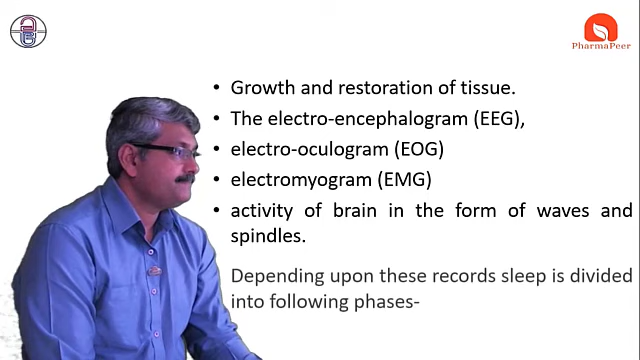 PharmaPeer
• Growth and restoration of tissue.
• The electro-encephalogram (EEG),
• electro-oculogram (EOG)
• electromyogram (EMG)
• activity of brain in the form of waves and
spindles.
Depending upon these records sleep is divided
into following phases-